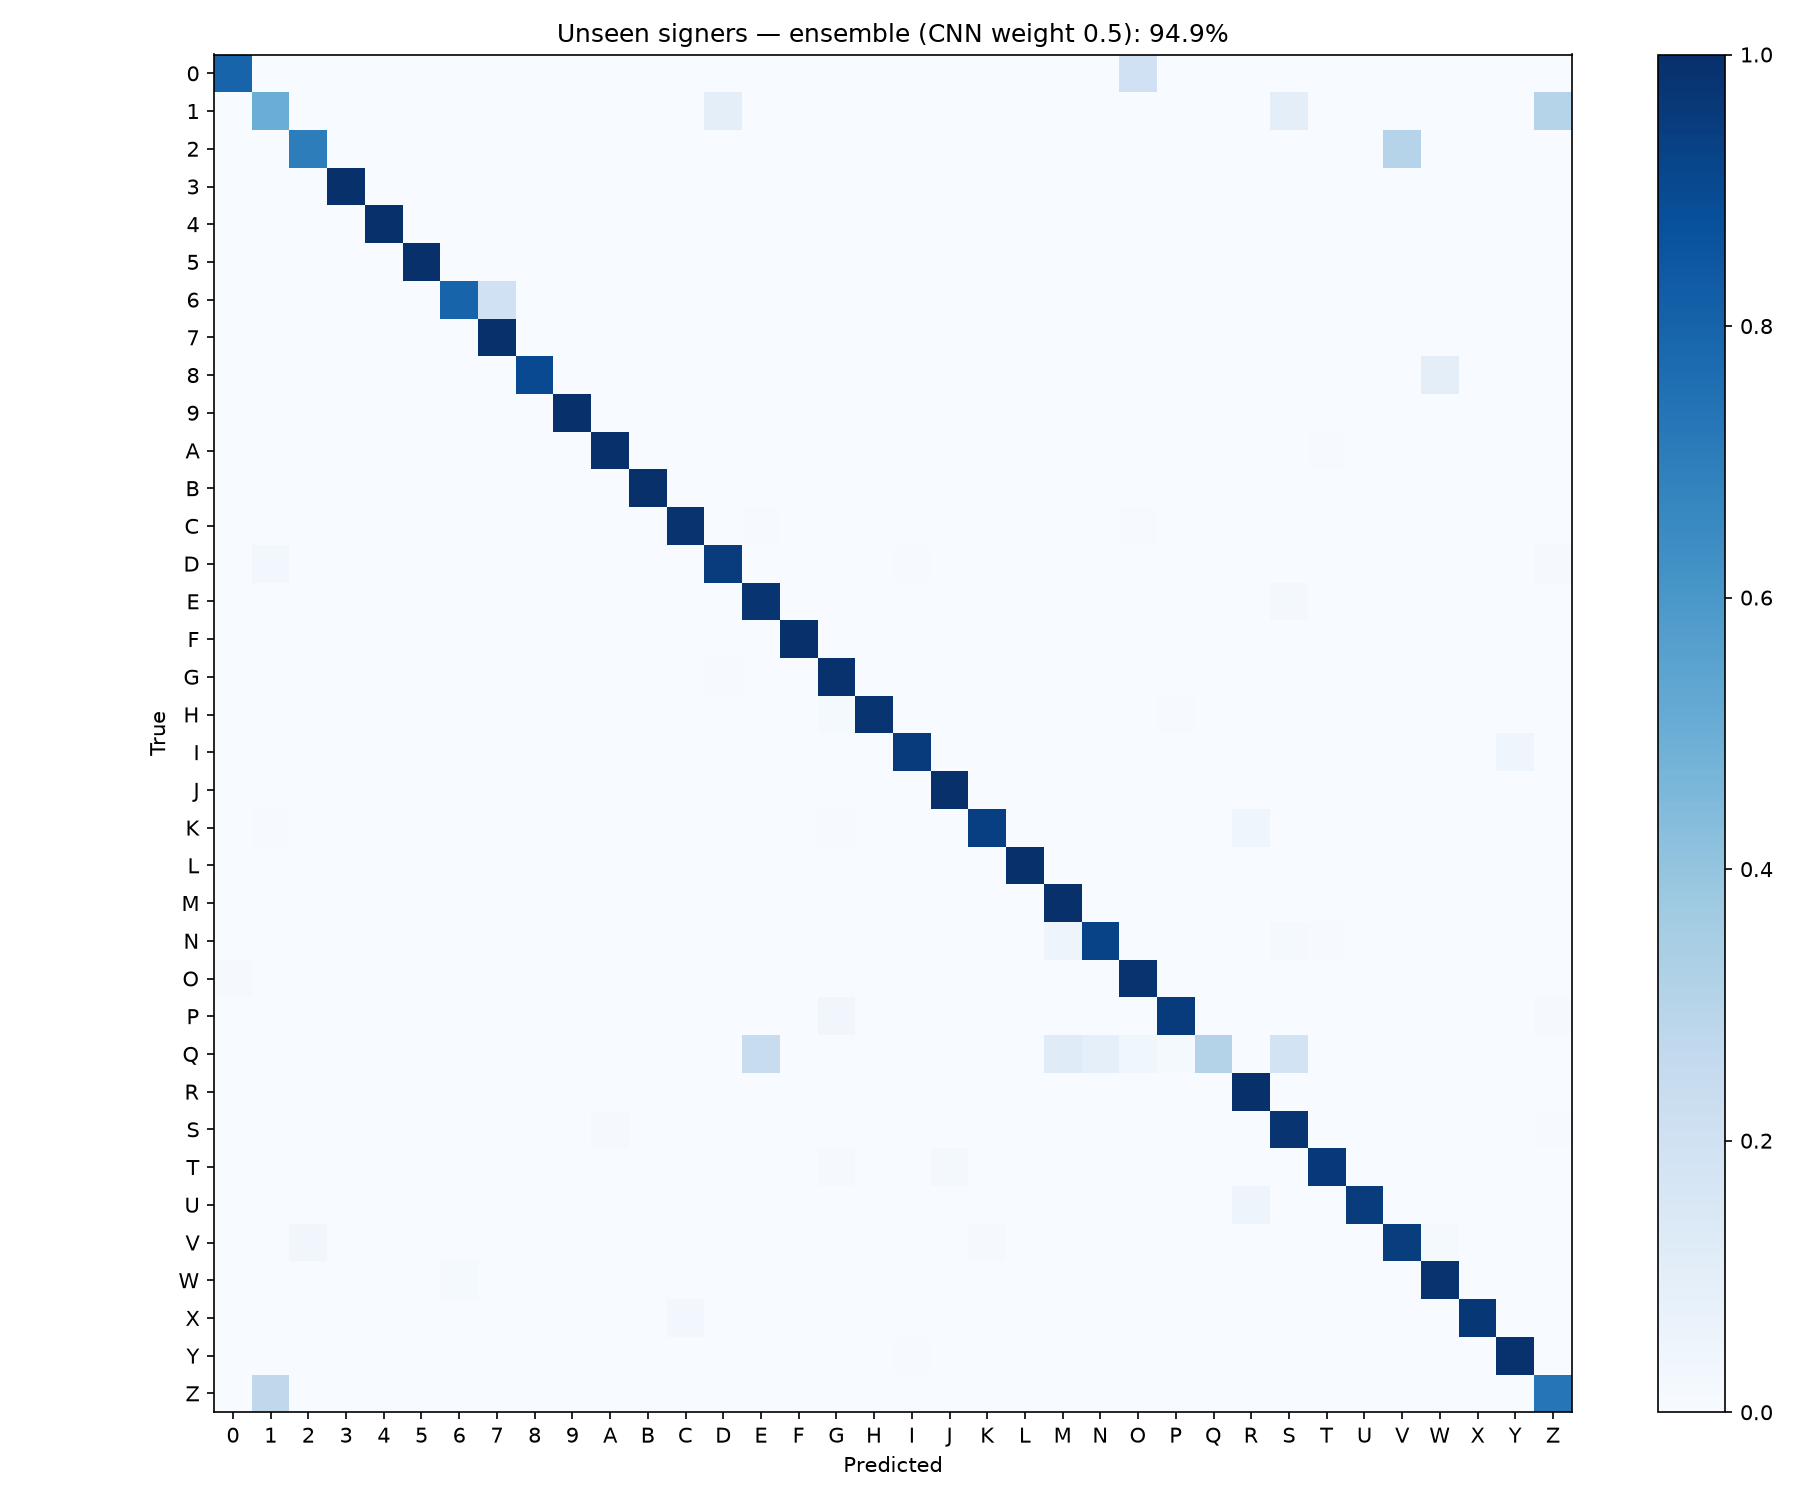 Unseen signers — ensemble (CNN weight 0.5): 94.9%
True
0
1
2
3
4
5
6
7
8
9
A
B
C
D
E
F
G
H
I
J
K
L
M
N
O
P
Q
R
S
T
U
V
W
X
Y
Z
0 1 2 3 4 5 6 7 8 9 A B C D E F G H I J K L M N O P Q R S T U V W X Y Z
Predicted
1.0
0.8
0.6
0.4
0.2
0.0